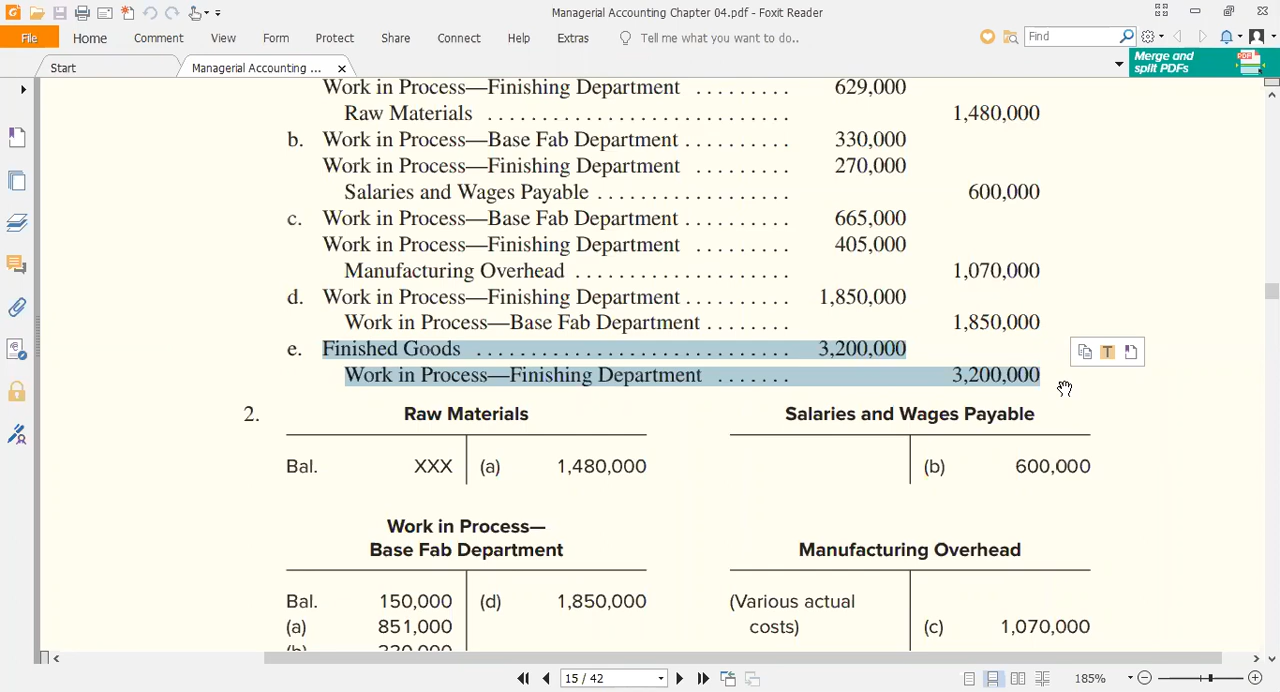 Managerial Accounting Chapter 04.pdf - Foxit Reader
File Home Comment View Form Protect Share Connect Help Extras Tell me what you want to do.. Find
Start Managerial Accounting ... Merge and split PDFs
Work in Process—Finishing Department ......... 629,000
Raw Materials ............................ 1,480,000
b. Work in Process—Base Fab Department .......... 330,000
Work in Process—Finishing Department ......... 270,000
Salaries and Wages Payable .................. 600,000
c. Work in Process—Base Fab Department .......... 665,000
Work in Process—Finishing Department ......... 405,000
Manufacturing Overhead .................... 1,070,000
d. Work in Process—Finishing Department .......... 1,850,000
Work in Process—Base Fab Department ........ 1,850,000
e. Finished Goods ............................. 3,200,000
Work in Process—Finishing Department ....... 3,200,000
2. Raw Materials Salaries and Wages Payable
Bal. XXX (a) 1,480,000 (b) 600,000
Work in Process—
Base Fab Department Manufacturing Overhead
Bal. 150,000 (d) 1,850,000 (Various actual
(a) 851,000 costs) (c) 1,070,000
(b) 330,000
15 / 42 185%